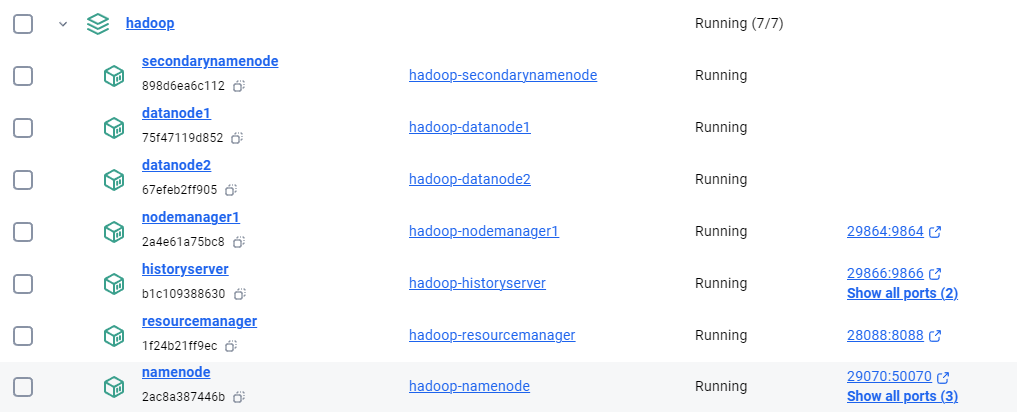 hadoop Running (7/7)
secondarynamenode
898d6ea6c112 hadoop-secondarynamenode Running
datanode1
75f47119d852 hadoop-datanode1 Running
datanode2
67efeb2ff905 hadoop-datanode2 Running
nodemanager1
2a4e61a75bc8 hadoop-nodemanager1 Running 29864:9864
historyserver
b1c109388630 hadoop-historyserver Running 29866:9866
Show all ports (2)
resourcemanager
1f24b21ff9ec hadoop-resourcemanager Running 28088:8088
namenode
2ac8a387446b hadoop-namenode Running 29070:50070
Show all ports (3)